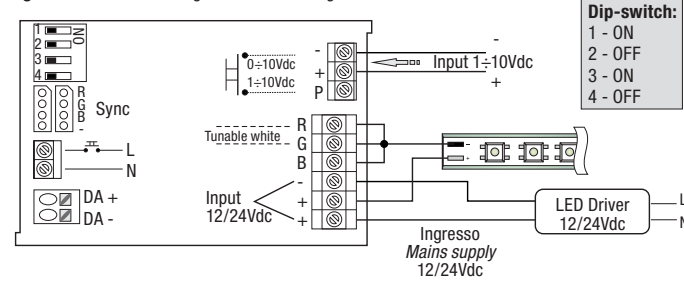 Dip-switch:
1 - ON
2 - OFF
3 - ON
4 - OFF
1
2
3
4
ON
R
G
B
-
Sync
L
N
DA +
DA -
0÷10Vdc
1÷10Vdc
-
+
P
Input 1÷10Vdc
-
+
Tunable white
R
G
B
-
+
+
Input
12/24Vdc
-
+
Ingresso
Mains supply
12/24Vdc
LED Driver
12/24Vdc
L
N